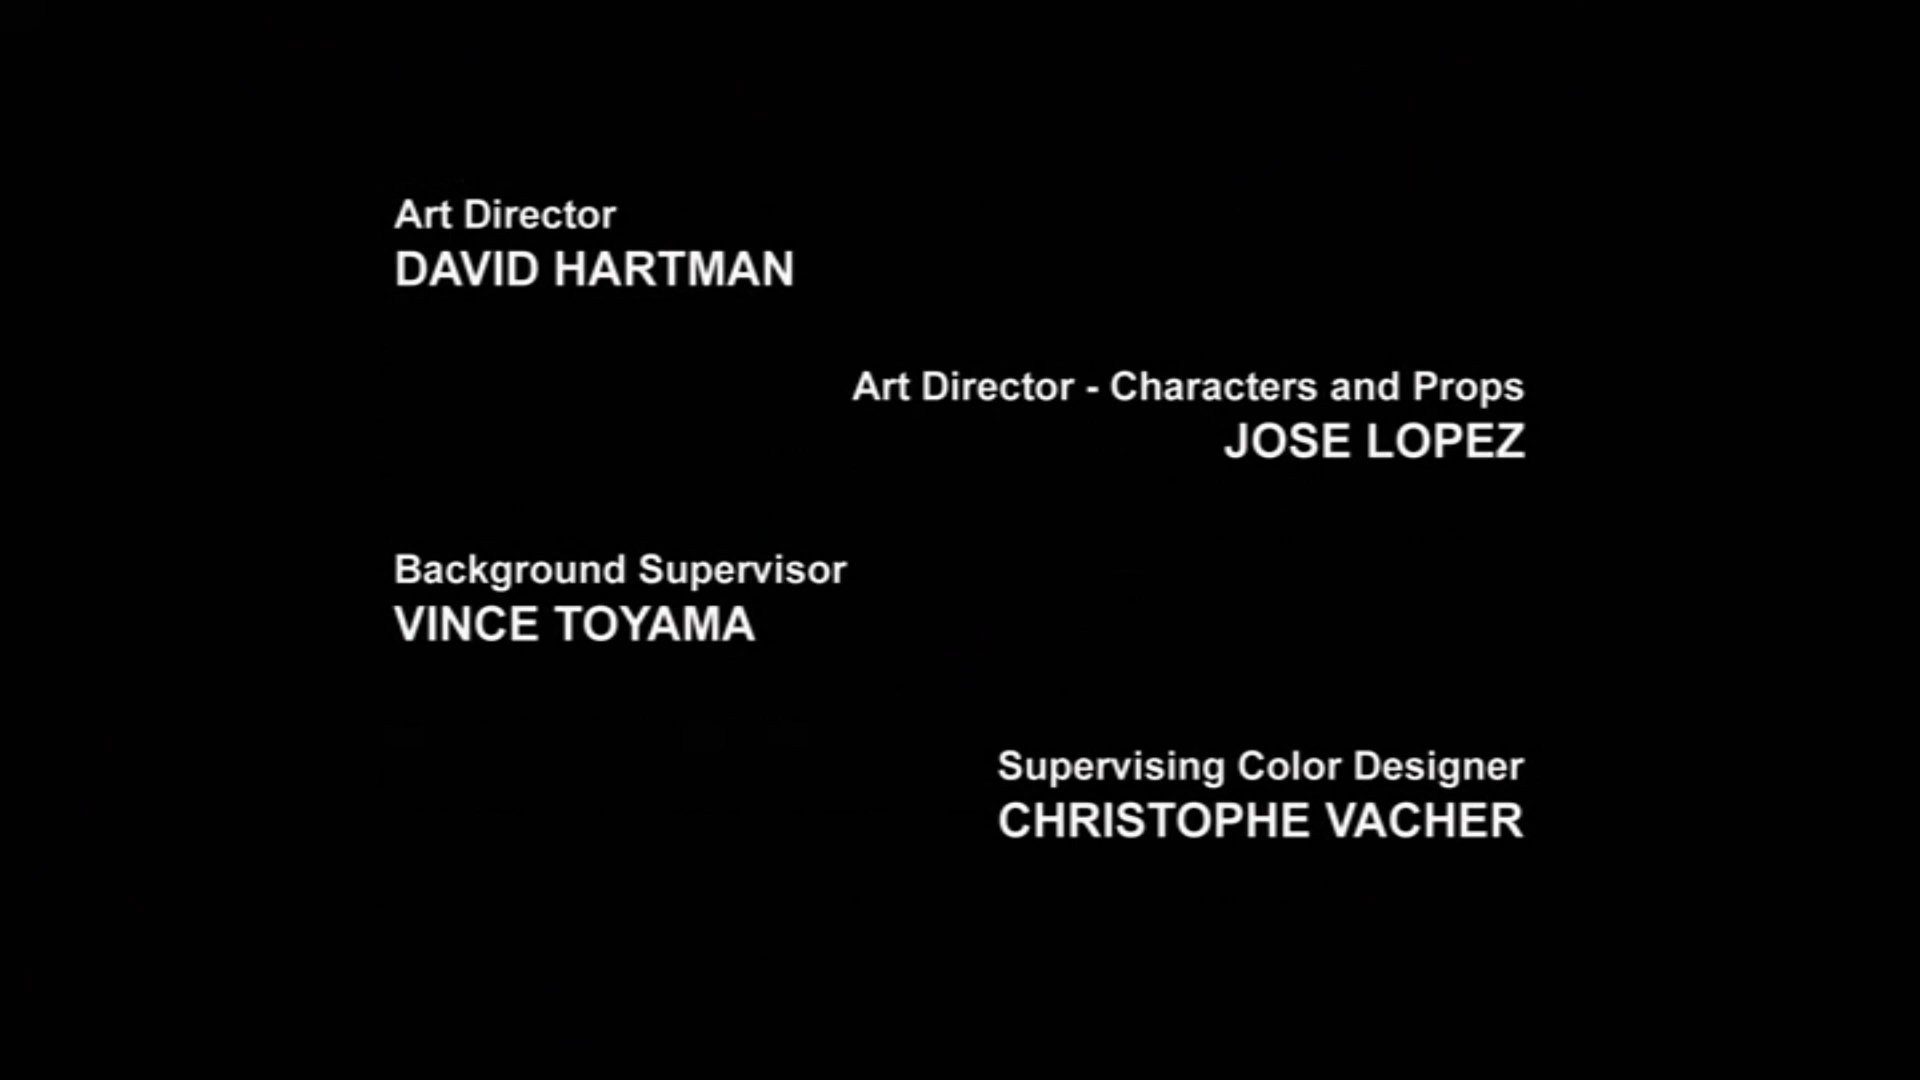 Art Director
DAVID HARTMAN
Art Director - Characters and Props
JOSE LOPEZ
Background Supervisor
VINCE TOYAMA
Supervising Color Designer
CHRISTOPHE VACHER